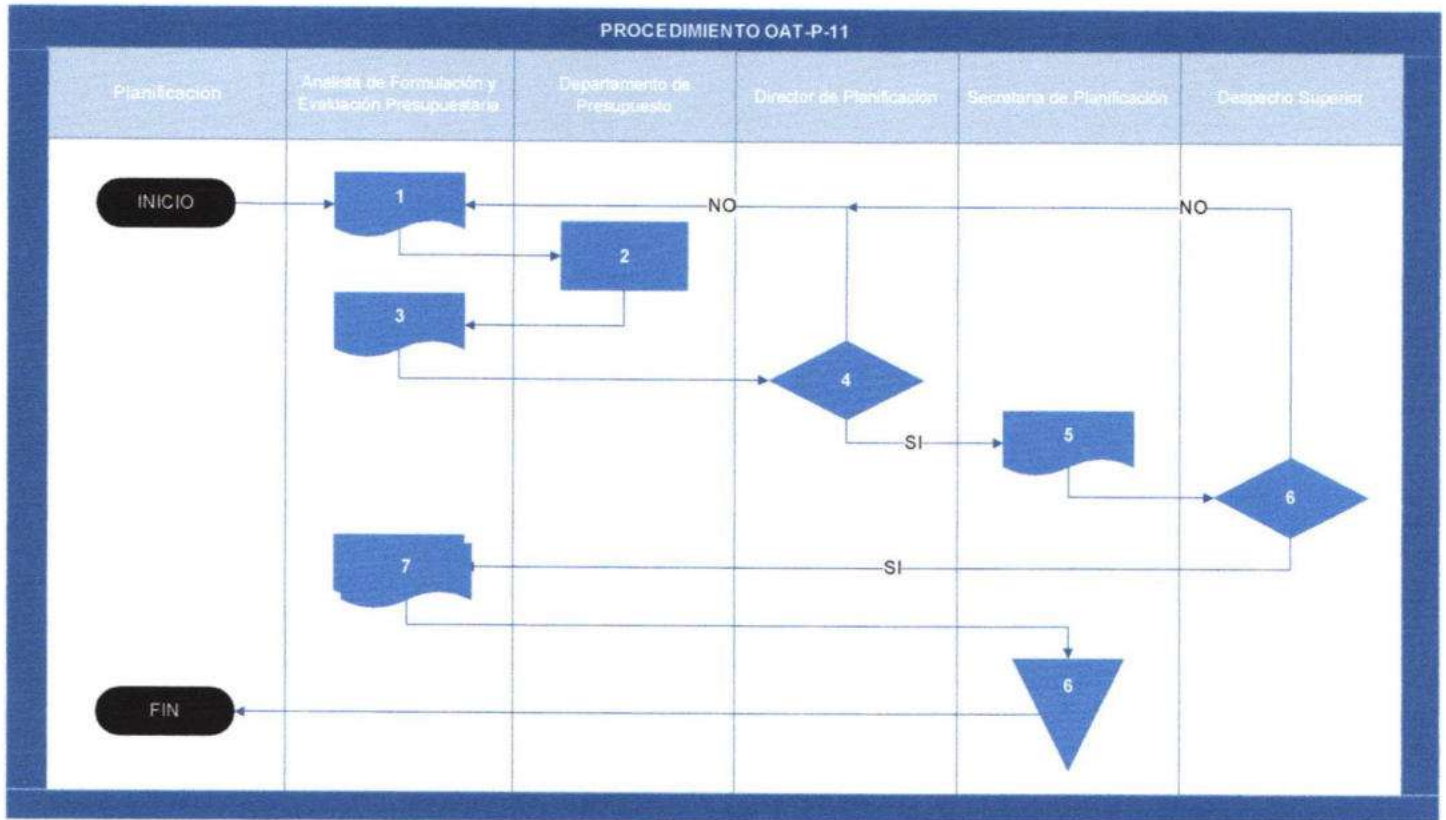 PROCEDIMIENTO OAT-P-11
Planificación
Analista de Formulación y
Evaluación Presupuestaria
Departamento de
Presupuesto
Director de Planificación
Secretaria de Planificación
Despacho Superior
INICIO
1
NO
NO
2
3
4
SI
5
6
7
SI
6
FIN